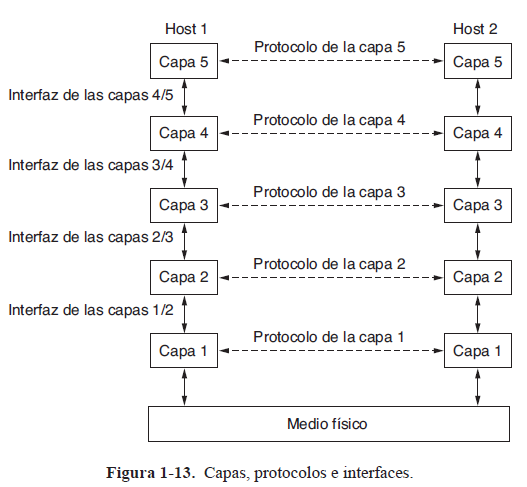 Host 1
Host 2
Capa 5
Protocolo de la capa 5
Capa 5
Interfaz de las capas 4/5
Capa 4
Protocolo de la capa 4
Capa 4
Interfaz de las capas 3/4
Capa 3
Protocolo de la capa 3
Capa 3
Interfaz de las capas 2/3
Capa 2
Protocolo de la capa 2
Capa 2
Interfaz de las capas 1/2
Capa 1
Protocolo de la capa 1
Capa 1
Medio físico
Figura 1-13. Capas, protocolos e interfaces.